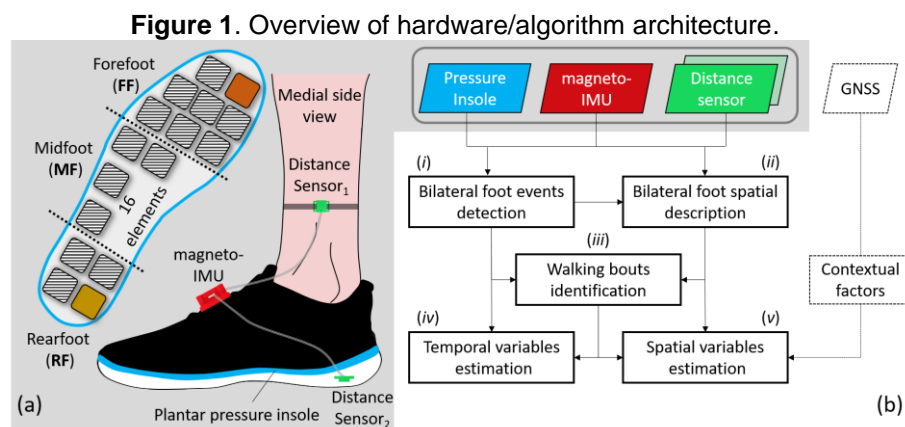 Figure 1. Overview of hardware/algorithm architecture.
Forefoot
(FF)
Midfoot
(MF)
16
elements
Rearfoot
(RF)
Medial side
view
Distance
Sensor1
magneto-
IMU
Plantar pressure insole
Distance
Sensor2
(a)
Pressure
Insole
magneto-
IMU
Distance
sensor
GNSS
(i)
Bilateral foot events
detection
(ii)
Bilateral foot spatial
description
(iii)
Walking bouts
identification
Contextual
factors
(iv)
Temporal variables
estimation
(v)
Spatial variables
estimation
(b)